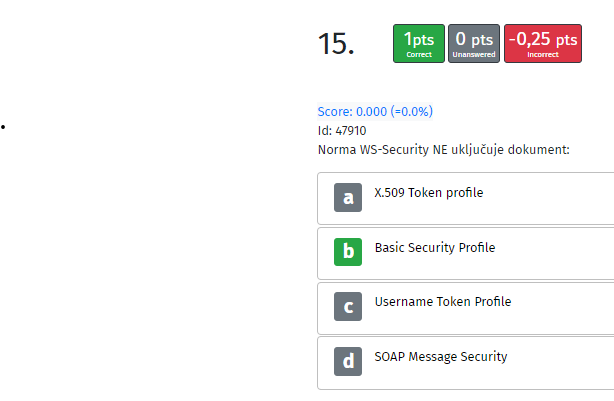 15.
1pts
Correct
0 pts
Unanswered
-0,25 pts
Incorrect
Score: 0.000 (=0.0%)
Id: 47910
Norma WS-Security NE uključuje dokument:
a X.509 Token profile
b Basic Security Profile
c Username Token Profile
d SOAP Message Security